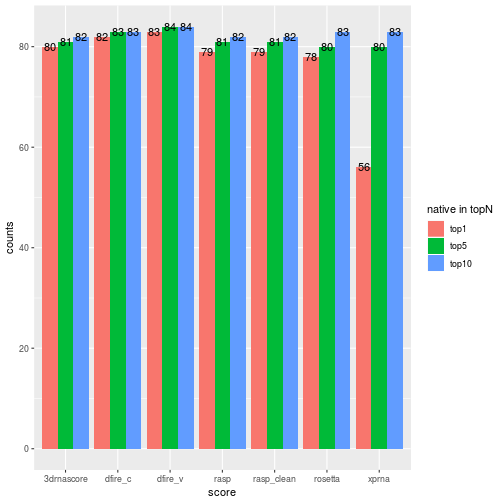 80 81 82 82 83 83 83 84 84 79 81 82 79 81 82 78 80 83 56 80 83
80
60
40
20
0
counts
3drnascore dfire_c dfire_v rasp rasp_clean rosetta xprna
score
native in topN
top1
top5
top10